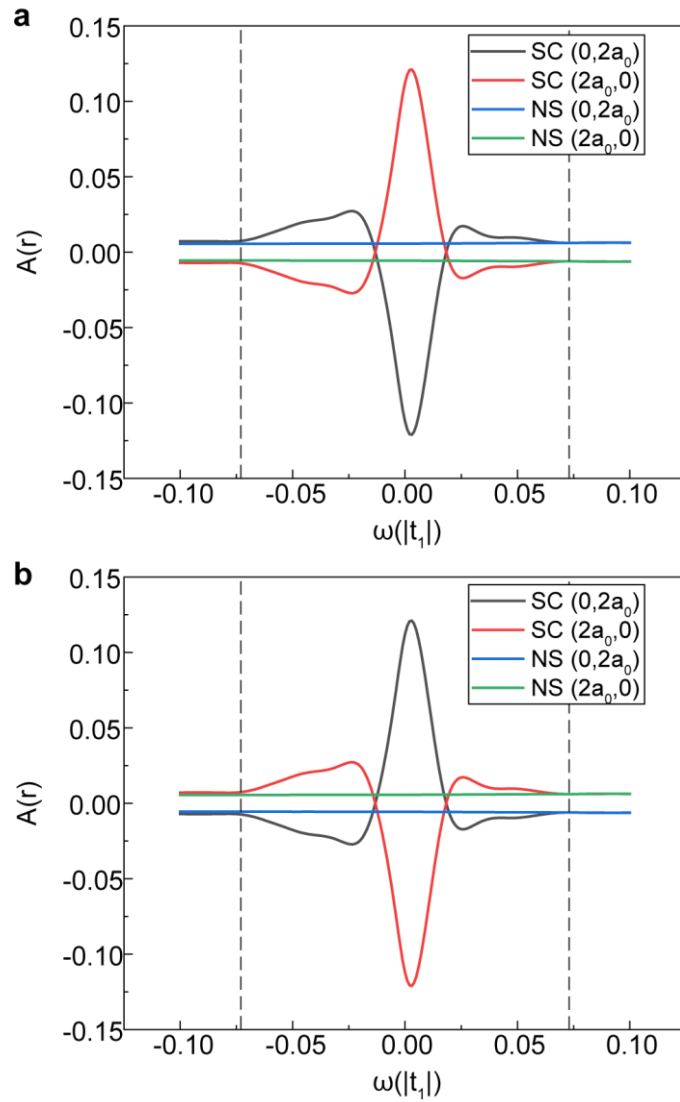 a
0.15
0.10
0.05
0.00
-0.05
-0.10
-0.15
A(r)
SC (0,2a₀)
SC (2a₀,0)
NS (0,2a₀)
NS (2a₀,0)
-0.10 -0.05 0.00 0.05 0.10
ω(|t₁|)
b
0.15
0.10
0.05
0.00
-0.05
-0.10
-0.15
A(r)
SC (0,2a₀)
SC (2a₀,0)
NS (0,2a₀)
NS (2a₀,0)
-0.10 -0.05 0.00 0.05 0.10
ω(|t₁|)